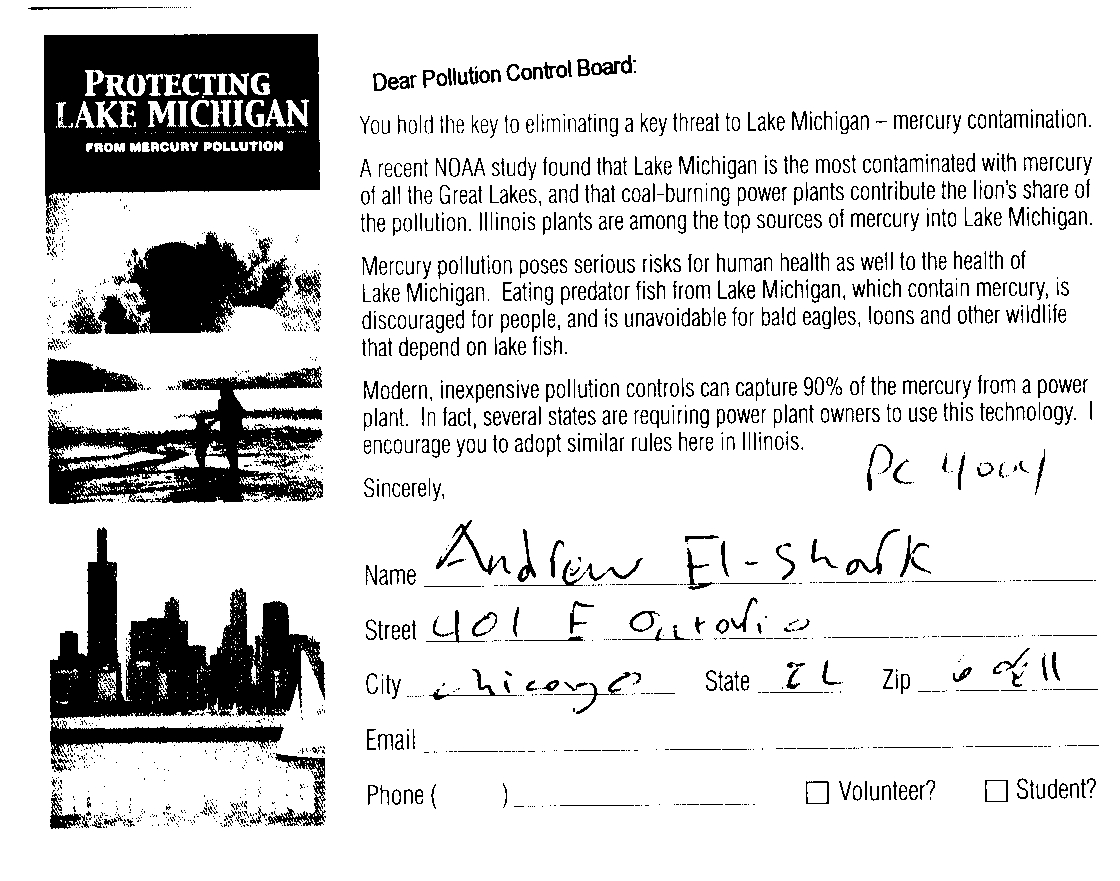 PROTECTING
LAKE MICHIGAN
FROM MERCURY POLLUTION
Dear Pollution Control Board:
You hold the key to eliminating a key threat to Lake Michigan – mercury contamination.
A recent NOAA study found that Lake Michigan is the most contaminated with mercury
of all the Great Lakes, and that coal-burning power plants contribute the lion's share of
the pollution. Illinois plants are among the top sources of mercury into Lake Michigan.
Mercury pollution poses serious risks for human health as well to the health of
Lake Michigan. Eating predator fish from Lake Michigan, which contain mercury, is
discouraged for people, and is unavoidable for bald eagles, loons and other wildlife
that depend on lake fish.
Modern, inexpensive pollution controls can capture 90% of the mercury from a power
plant. In fact, several states are requiring power plant owners to use this technology. I
encourage you to adopt similar rules here in Illinois.
PC
Sincerely,
Name Andrew El-Shark
Street 401 E Ontario
City chicago State IL Zip
Email
Phone ( ) Volunteer? Student?